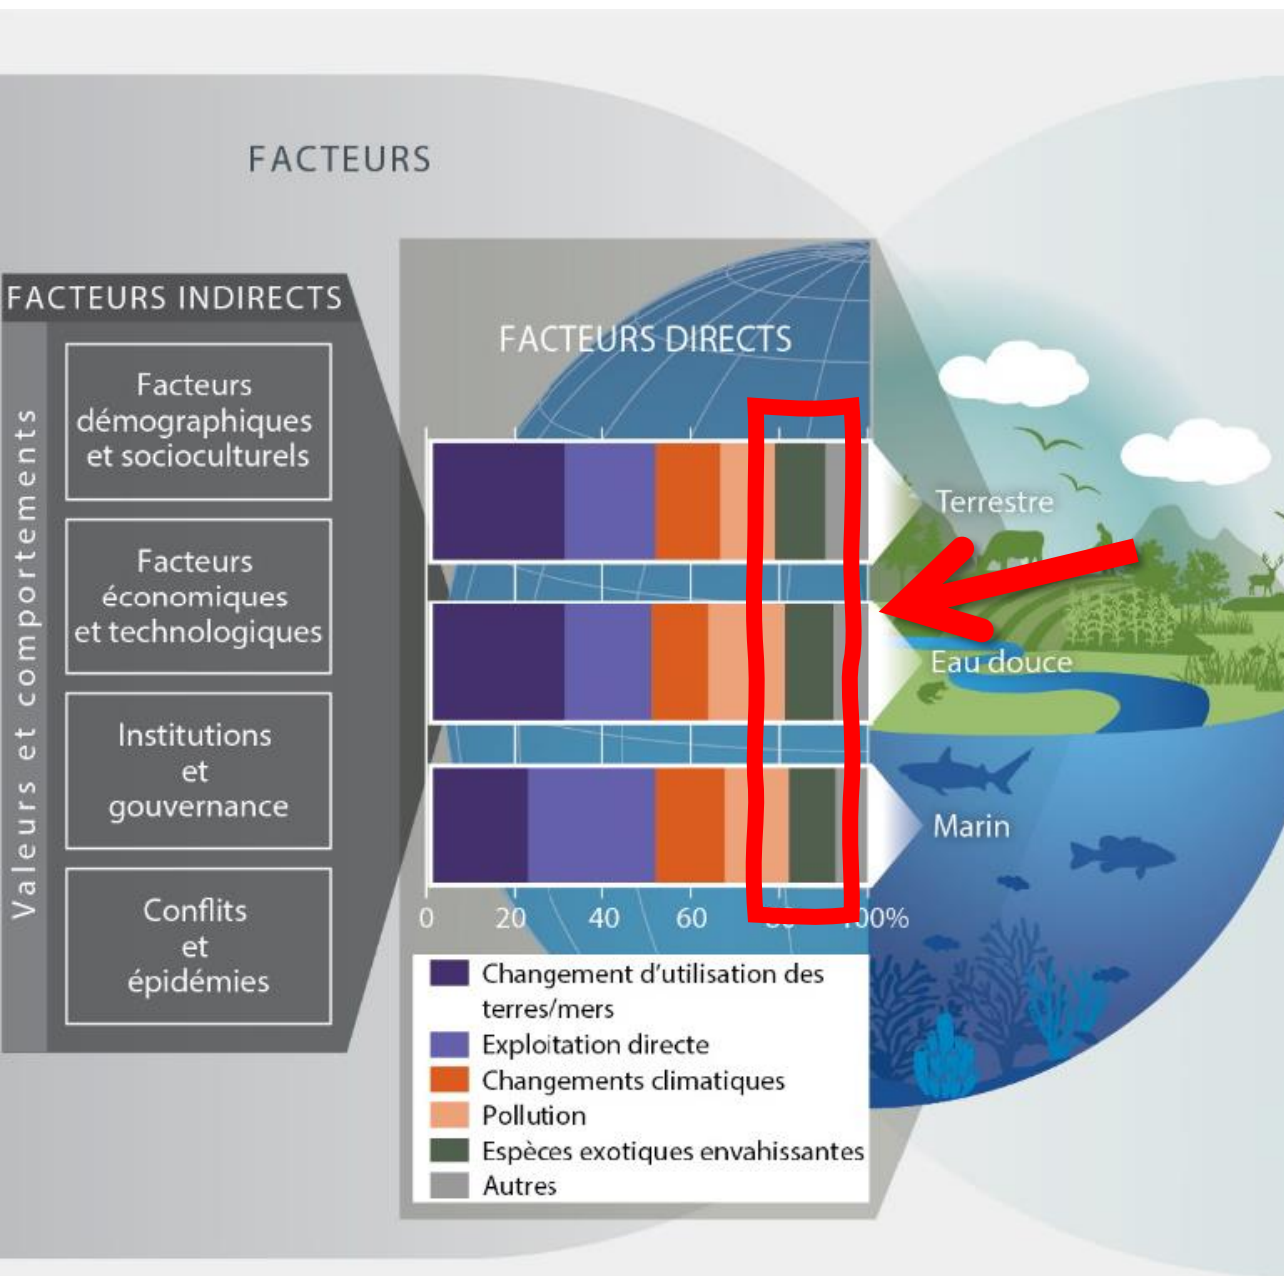 FACTEURS
FACTEURS INDIRECTS
Valeurs et comportements
Facteurs
démographiques
et socioculturels
Facteurs
économiques
et technologiques
Institutions
et
gouvernance
Conflits
et
épidémies
FACTEURS DIRECTS
Terrestre
Eau douce
Marin
0 20 40 60 100%
Changement d'utilisation des
terres/mers
Exploitation directe
Changements climatiques
Pollution
Espèces exotiques envahissantes
Autres